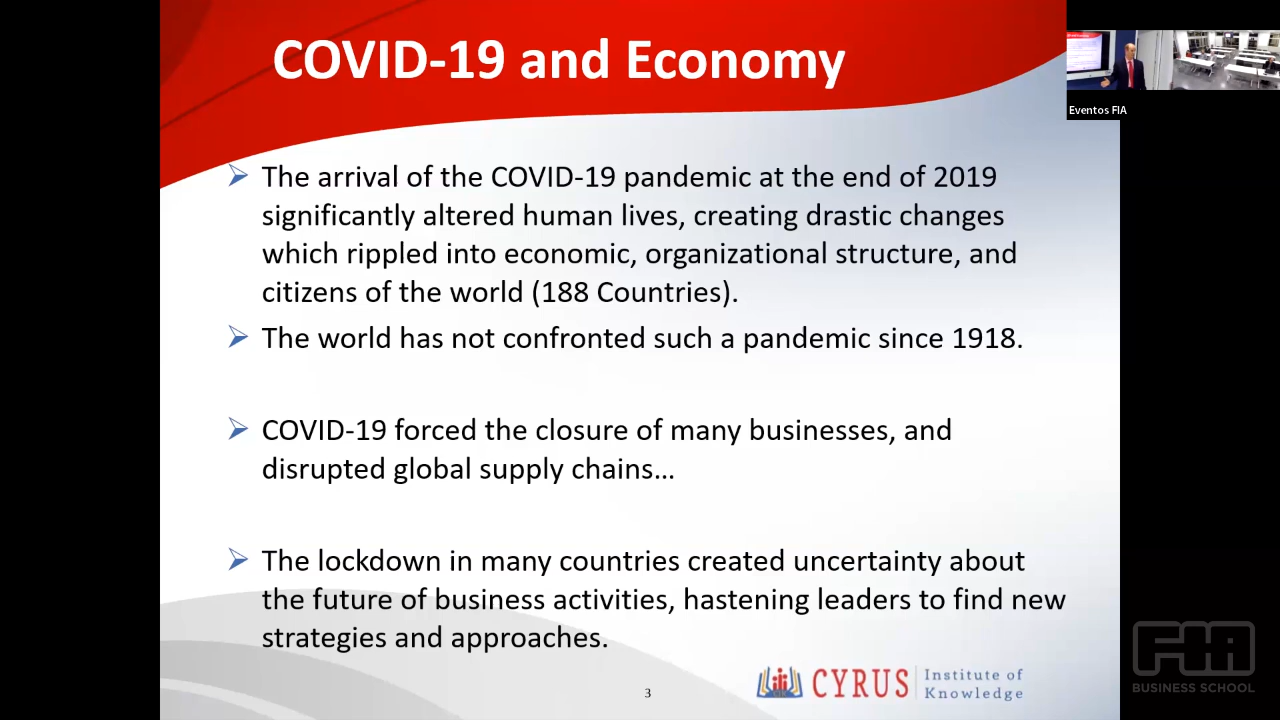 COVID-19 and Economy
Eventos FIA
The arrival of the COVID-19 pandemic at the end of 2019
significantly altered human lives, creating drastic changes
which rippled into economic, organizational structure, and
citizens of the world (188 Countries).
The world has not confronted such a pandemic since 1918.
COVID-19 forced the closure of many businesses, and
disrupted global supply chains…
The lockdown in many countries created uncertainty about
the future of business activities, hastening leaders to find new
strategies and approaches.
3
CYRUS
Institute of
Knowledge
FIA
BUSINESS SCHOOL